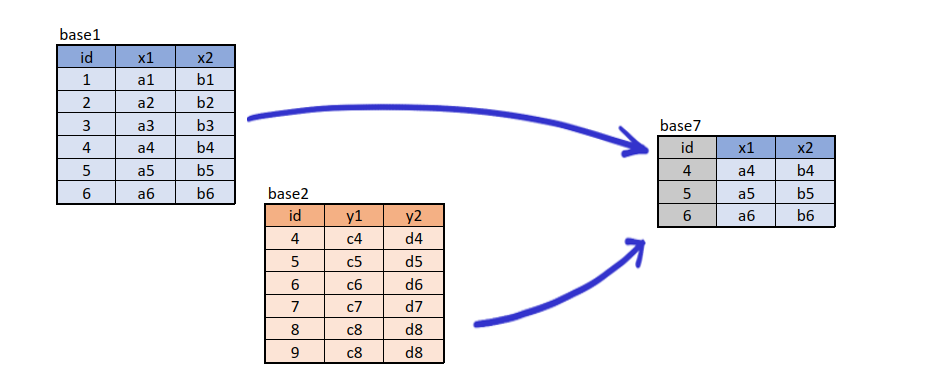 base1
id x1 x2
1 a1 b1
2 a2 b2
3 a3 b3
4 a4 b4
5 a5 b5
6 a6 b6
base2
id y1 y2
4 c4 d4
5 c5 d5
6 c6 d6
7 c7 d7
8 c8 d8
9 c8 d8
base7
id x1 x2
4 a4 b4
5 a5 b5
6 a6 b6